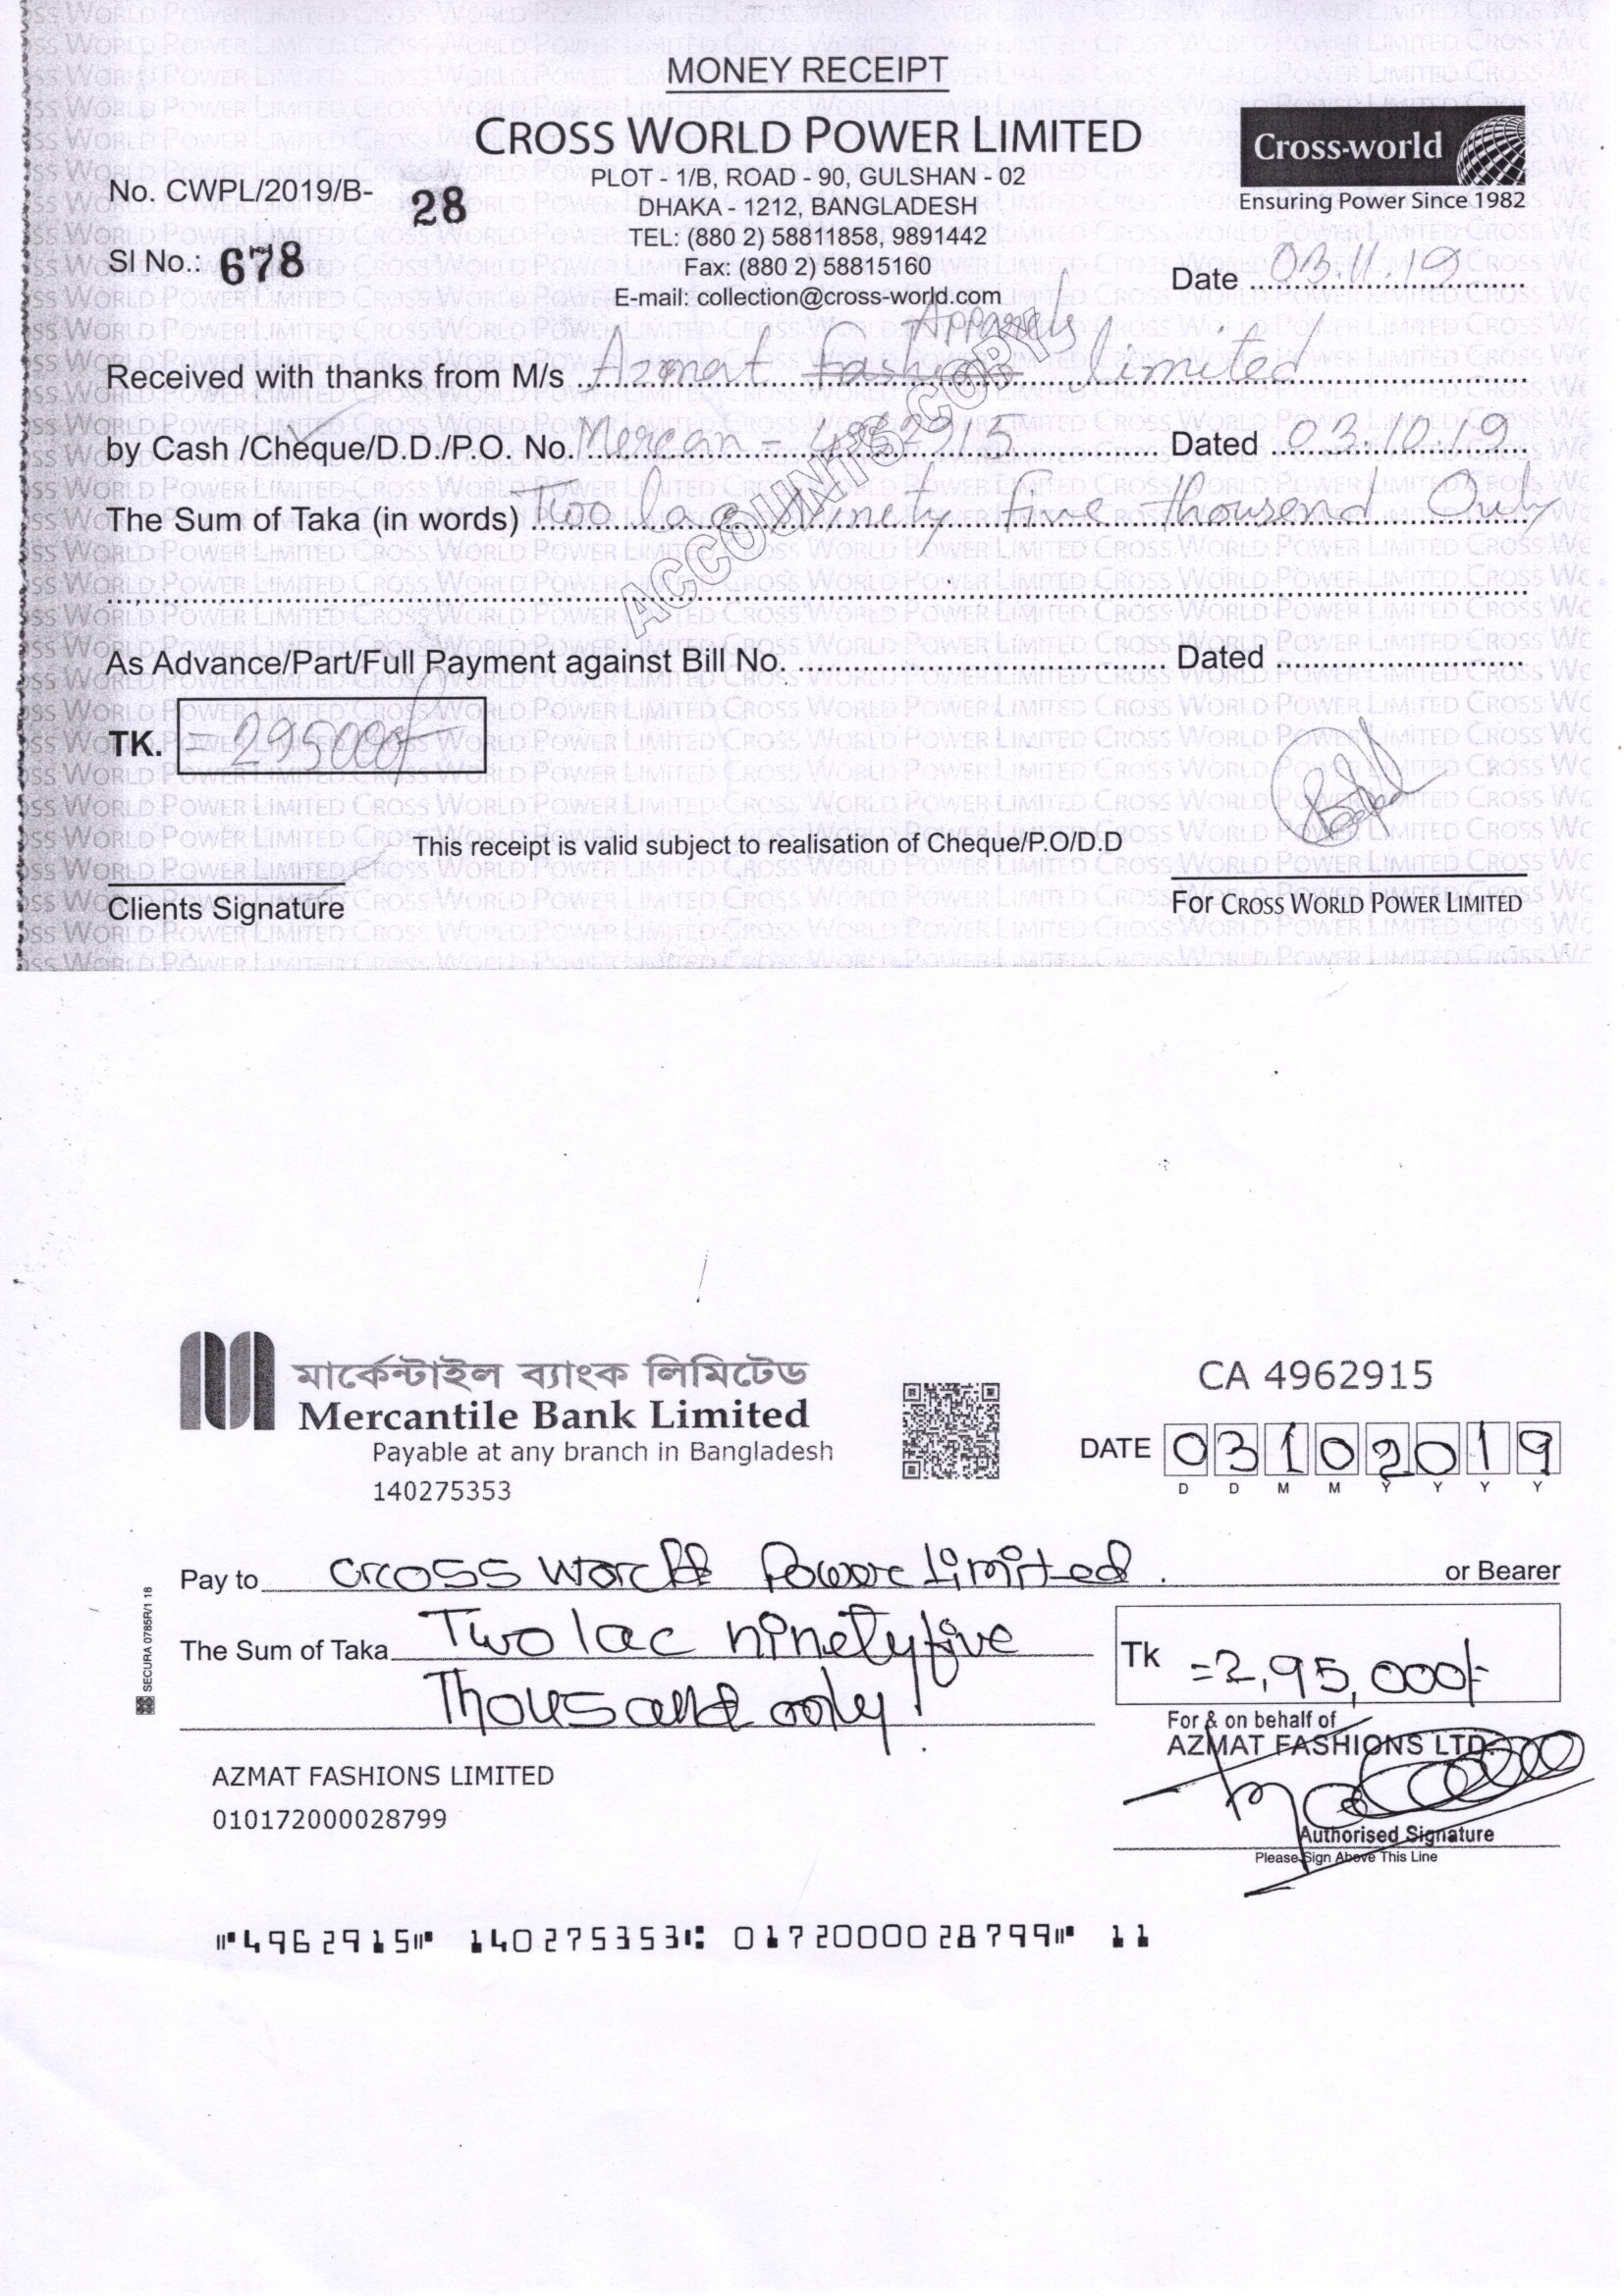 MONEY RECEIPT
CROSS WORLD POWER LIMITED
Cross-world
Ensuring Power Since 1982
PLOT - 1/B, ROAD - 90, GULSHAN - 02
DHAKA - 1212, BANGLADESH
TEL: (880 2) 58811858, 9891442
Fax: (880 2) 58815160
E-mail: collection@cross-world.com
No. CWPL/2019/B- 28
Sl No.: 678
Date 03.11.19
Apparels
Received with thanks from M/s Azmat Fashions Limited
by Cash /Cheque/D.D./P.O. No. Mercan - 4962915 Dated 03.10.19
The Sum of Taka (in words) Two lac Ninety five thousend Only
ACCOUNTS COPY
As Advance/Part/Full Payment against Bill No. Dated
TK. = 295000/-
This receipt is valid subject to realisation of Cheque/P.O/D.D
Clients Signature
For CROSS WORLD POWER LIMITED
মার্কেন্টাইল ব্যাংক লিমিটেড
Mercantile Bank Limited
Payable at any branch in Bangladesh
140275353
CA 4962915
DATE 03102019
D D M M Y Y Y Y
Pay to Cross World Power Limited. or Bearer
The Sum of Taka Two lac ninety five
Thousand only!
Tk =2,95,000/-
For & on behalf of
AZMAT FASHIONS LTD.
AZMAT FASHIONS LIMITED
010172000028799
Authorised Signature
Please Sign Above This Line
SECURA 0785R/1 18
⑈4962915⑈ 140275353⑆ 0172000028799⑈ 11